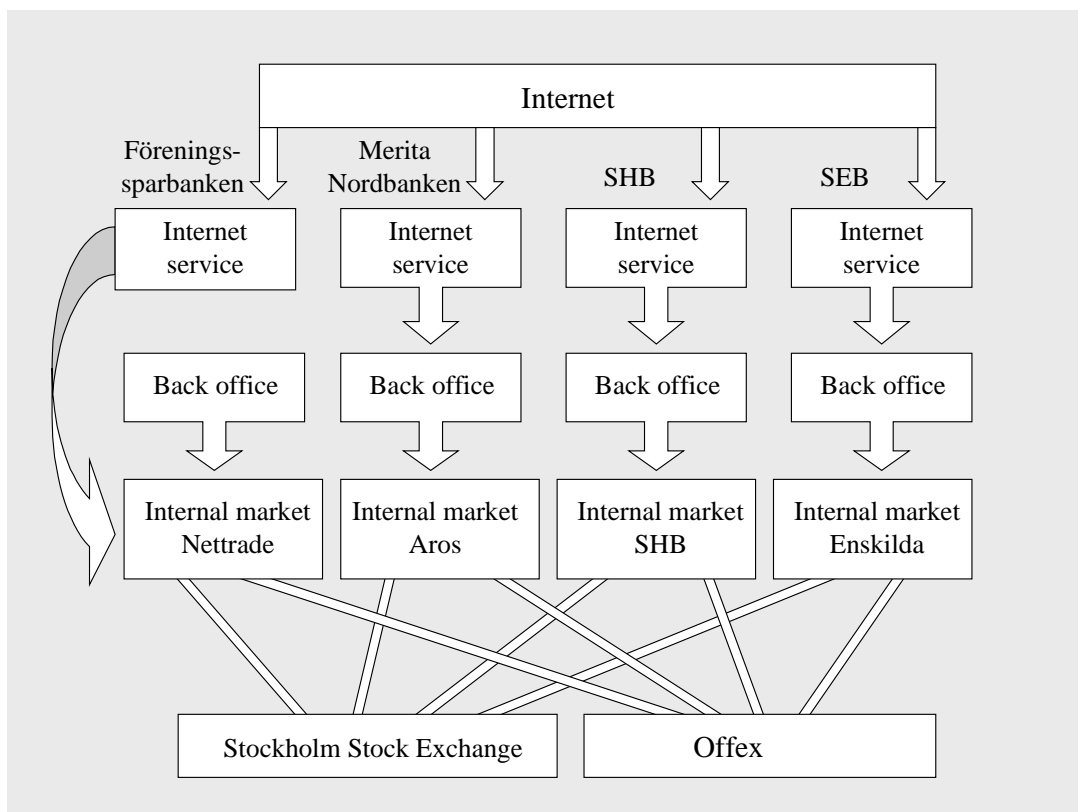 Internet
Förenings-
sparbanken
Merita
Nordbanken
SHB
SEB
Internet
service
Internet
service
Internet
service
Internet
service
Back office
Back office
Back office
Back office
Internal market
Nettrade
Internal market
Aros
Internal market
SHB
Internal market
Enskilda
Stockholm Stock Exchange
Offex